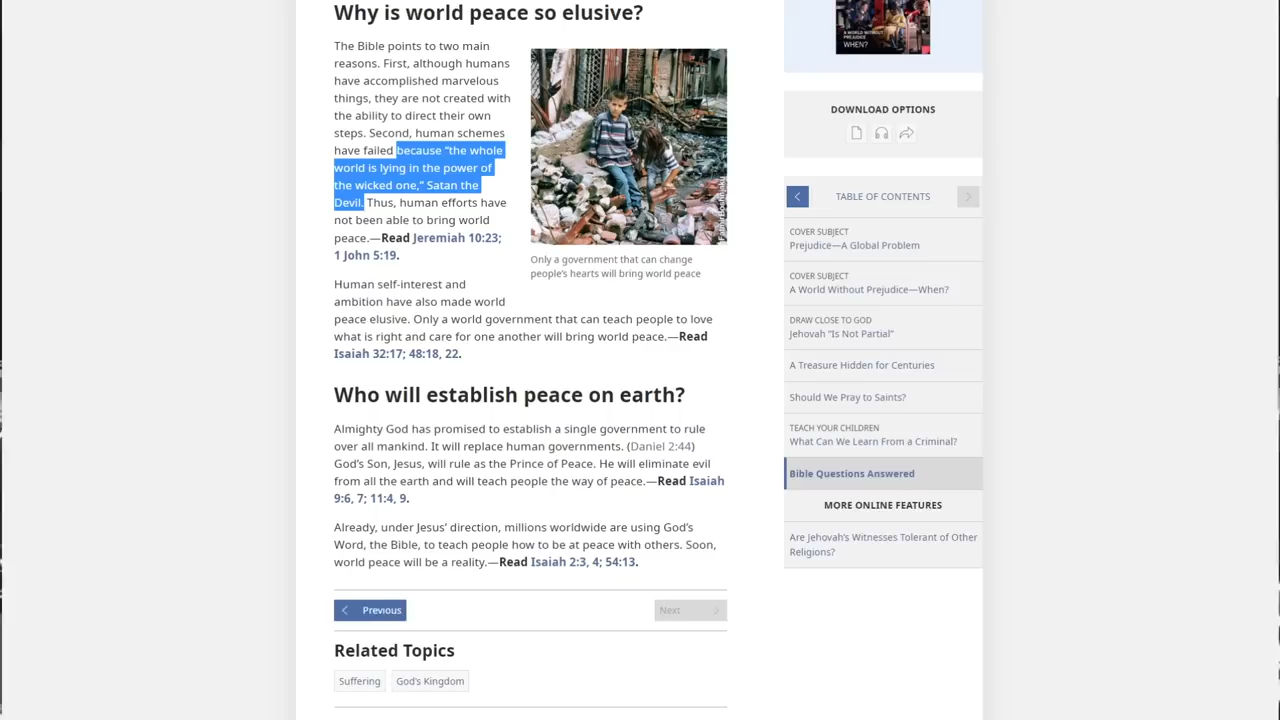 Why is world peace so elusive?
The Bible points to two main
reasons. First, although humans
have accomplished marvelous
things, they are not created with
the ability to direct their own
steps. Second, human schemes
have failed because “the whole
world is lying in the power of
the wicked one,” Satan the
Devil. Thus, human efforts have
not been able to bring world
peace.—Read Jeremiah 10:23;
1 John 5:19.
Only a government that can change
people’s hearts will bring world peace
Human self-interest and
ambition have also made world
peace elusive. Only a world government that can teach people to love
what is right and care for one another will bring world peace.—Read
Isaiah 32:17; 48:18, 22.
Who will establish peace on earth?
Almighty God has promised to establish a single government to rule
over all mankind. It will replace human governments. (Daniel 2:44)
God’s Son, Jesus, will rule as the Prince of Peace. He will eliminate evil
from all the earth and will teach people the way of peace.—Read Isaiah
9:6, 7; 11:4, 9.
Already, under Jesus’ direction, millions worldwide are using God’s
Word, the Bible, to teach people how to be at peace with others. Soon,
world peace will be a reality.—Read Isaiah 2:3, 4; 54:13.
Previous
Next
Related Topics
Suffering
God’s Kingdom
A WORLD WITHOUT
PREJUDICE
WHEN?
DOWNLOAD OPTIONS
TABLE OF CONTENTS
COVER SUBJECT
Prejudice—A Global Problem
COVER SUBJECT
A World Without Prejudice—When?
DRAW CLOSE TO GOD
Jehovah “Is Not Partial”
A Treasure Hidden for Centuries
Should We Pray to Saints?
TEACH YOUR CHILDREN
What Can We Learn From a Criminal?
Bible Questions Answered
MORE ONLINE FEATURES
Are Jehovah’s Witnesses Tolerant of Other
Religions?